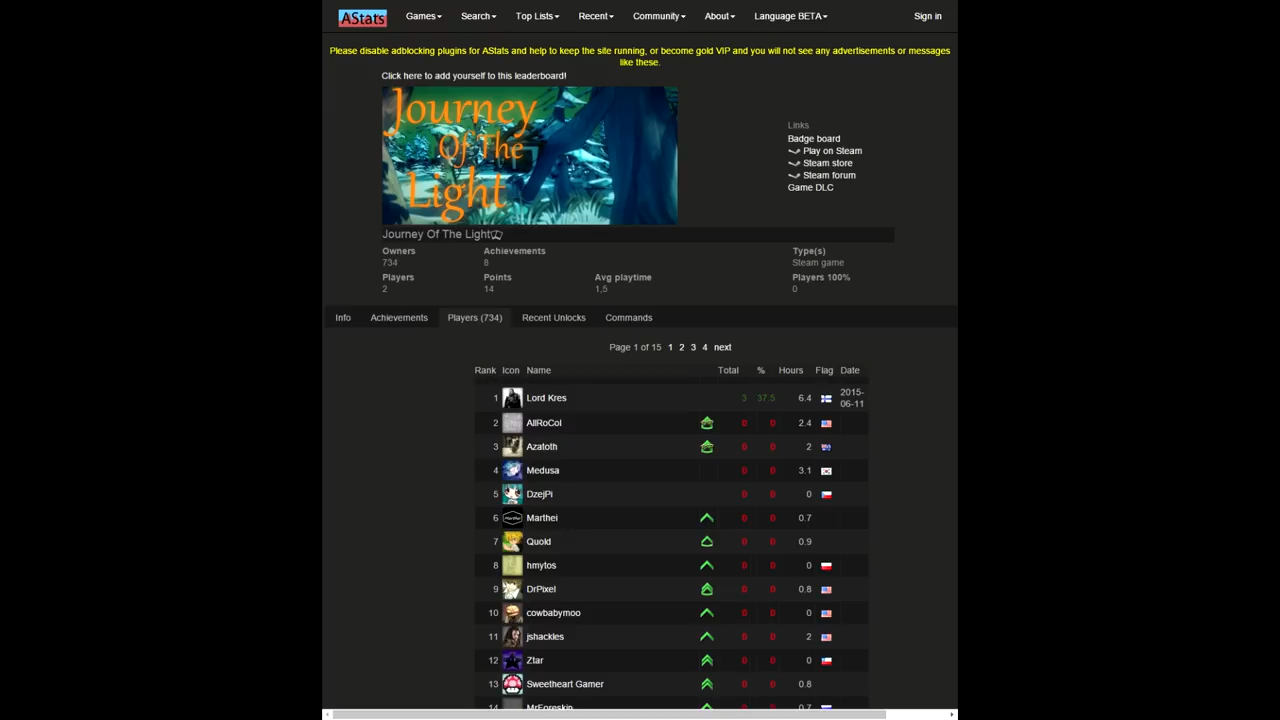 AStats Games Search Top Lists Recent Community About Language BETA Sign in
Please disable adblocking plugins for AStats and help to keep the site running, or become gold VIP and you will not see any advertisements or messages
like these.
Click here to add yourself to this leaderboard!
Journey
Of The
Light
Links
Badge board
Play on Steam
Steam store
Steam forum
Game DLC
Journey Of The Light
Owners Achievements Type(s)
734 8 Steam game
Players Points Avg playtime Players 100%
2 14 1,5 0
Info Achievements Players (734) Recent Unlocks Commands
Page 1 of 15 1 2 3 4 next
Rank Icon Name Total % Hours Flag Date
1 Lord Kres 3 37.5 6.4 2015-
06-11
2 AllRoCol 0 0 2.4
3 Azatoth 0 0 2
4 Medusa 0 0 3.1
5 DzejPi 0 0 0
6 Marthei 0 0 0.7
7 Quold 0 0 0.9
8 hmytos 0 0 0
9 DrPixel 0 0 0.8
10 cowbabymoo 0 0 0
11 jshackles 0 0 2
12 Ztar 0 0 0
13 Sweetheart Gamer 0 0 0.8
14 MrForeskin 0 0 0.7